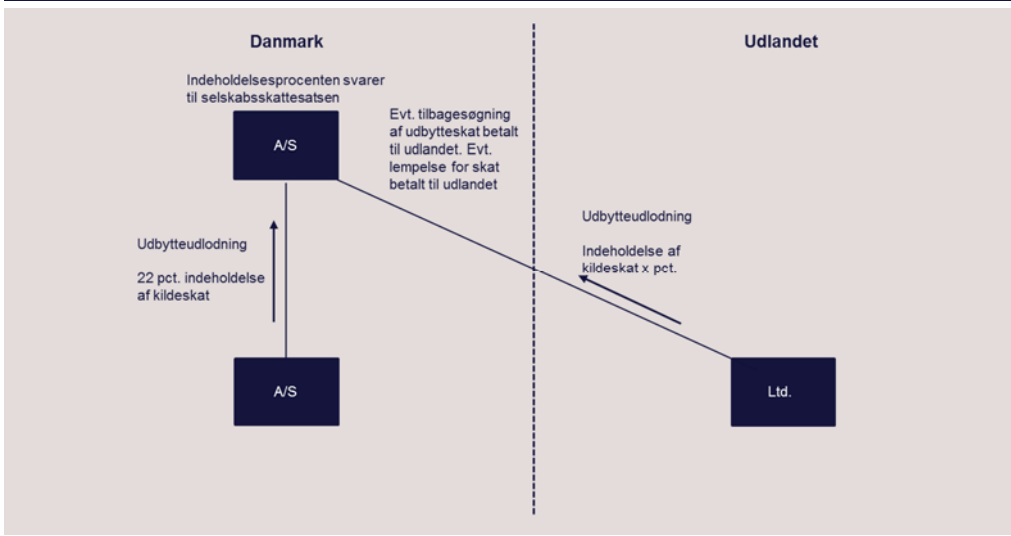 Danmark
Udlandet
Indeholdelsesprocenten svarer
til selskabsskattesatsen
A/S
Evt. tilbagesøgning
af udbytteskat betalt
til udlandet. Evt.
lempelse for skat
betalt til udlandet
Udbytteudlodning
Indeholdelse af
kildeskat x pct.
Udbytteudlodning
22 pct. indeholdelse
af kildeskat
A/S
Ltd.